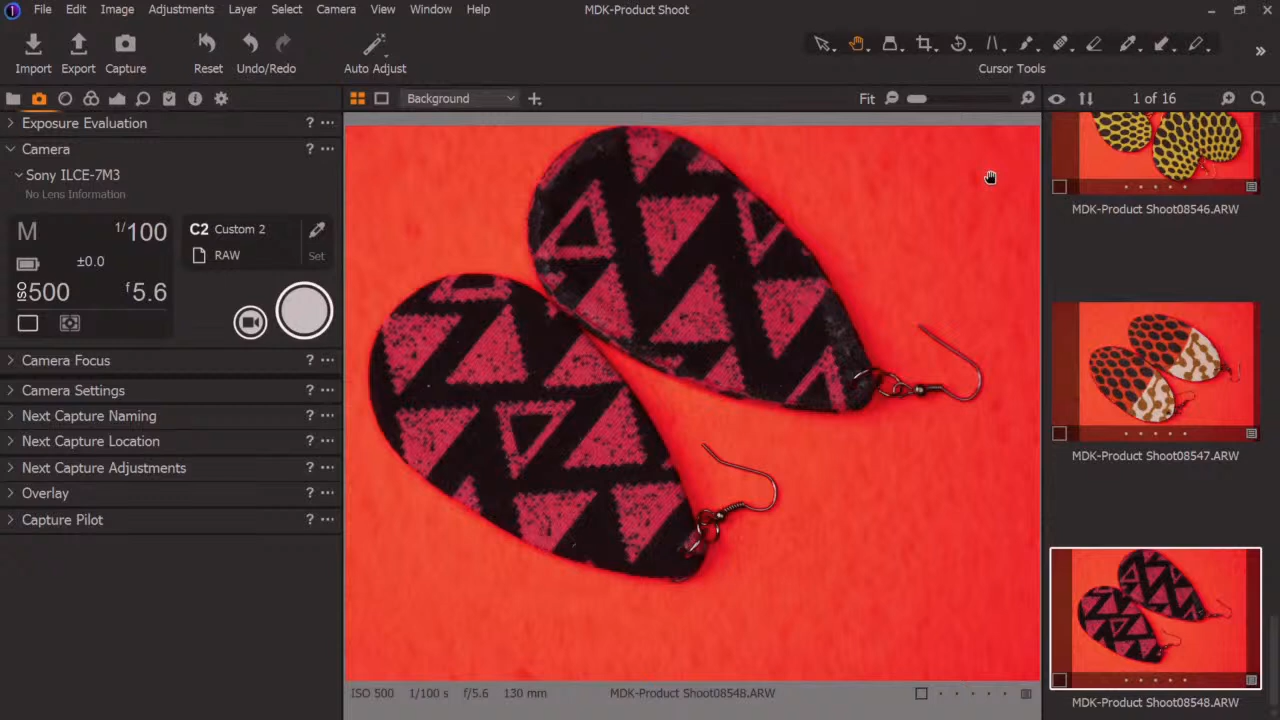 File Edit Image Adjustments Layer Select Camera View Window Help MDK-Product Shoot
Import Export Capture Reset Undo/Redo Auto Adjust Cursor Tools
Background Fit 1 of 16
Exposure Evaluation ? ...
Camera ? ...
Sony ILCE-7M3
No Lens Information
M 1/100
C2 Custom 2
±0.0
RAW Set
ISO 500 f 5.6
Camera Focus ? ...
Camera Settings ? ...
Next Capture Naming ? ...
Next Capture Location ? ...
Next Capture Adjustments ? ...
Overlay ? ...
Capture Pilot ? ...
ISO 500 1/100 s f/5.6 130 mm MDK-Product Shoot08548.ARW
MDK-Product Shoot08546.ARW
MDK-Product Shoot08547.ARW
MDK-Product Shoot08548.ARW